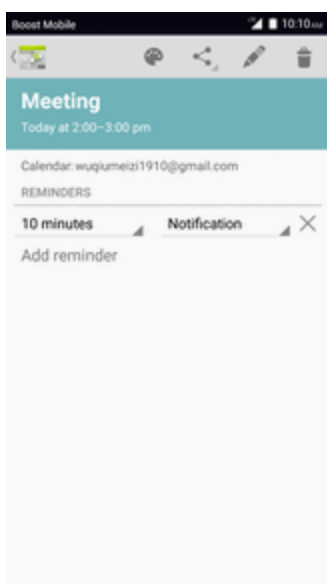 Boost Mobile 10:10 AM
Meeting
Today at 2:00–3:00 pm
Calendar: wuqiumeizi1910@gmail.com
REMINDERS
10 minutes Notification
Add reminder